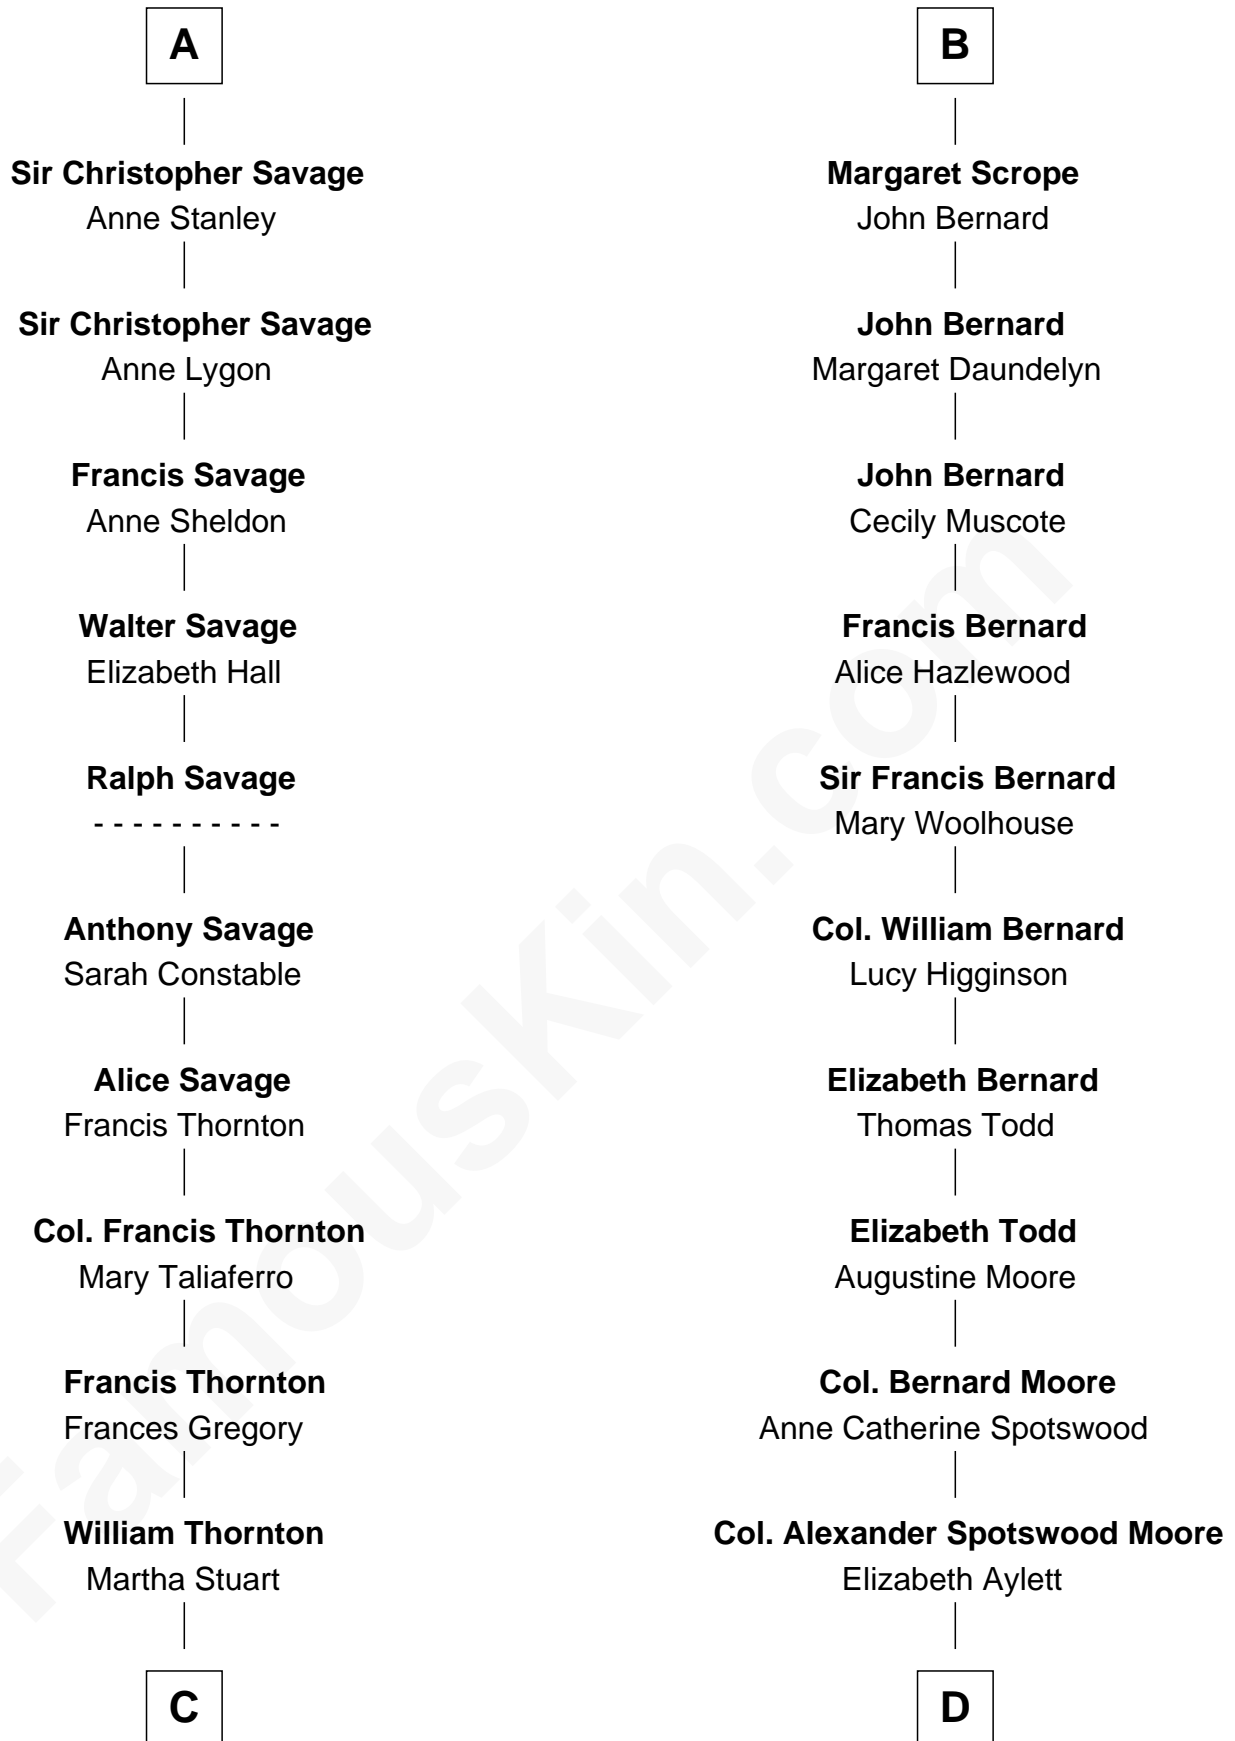 A
Sir Christopher Savage
Anne Stanley
Sir Christopher Savage
Anne Lygon
Francis Savage
Anne Sheldon
Walter Savage
Elizabeth Hall
Ralph Savage
- - - - - - - - - -
Anthony Savage
Sarah Constable
Alice Savage
Francis Thornton
Col. Francis Thornton
Mary Taliaferro
Francis Thornton
Frances Gregory
William Thornton
Martha Stuart
C
B
Margaret Scrope
John Bernard
John Bernard
Margaret Daundelyn
John Bernard
Cecily Muscote
Francis Bernard
Alice Hazlewood
Sir Francis Bernard
Mary Woolhouse
Col. William Bernard
Lucy Higginson
Elizabeth Bernard
Thomas Todd
Elizabeth Todd
Augustine Moore
Col. Bernard Moore
Anne Catherine Spotswood
Col. Alexander Spotswood Moore
Elizabeth Aylett
D
FamousKin.com